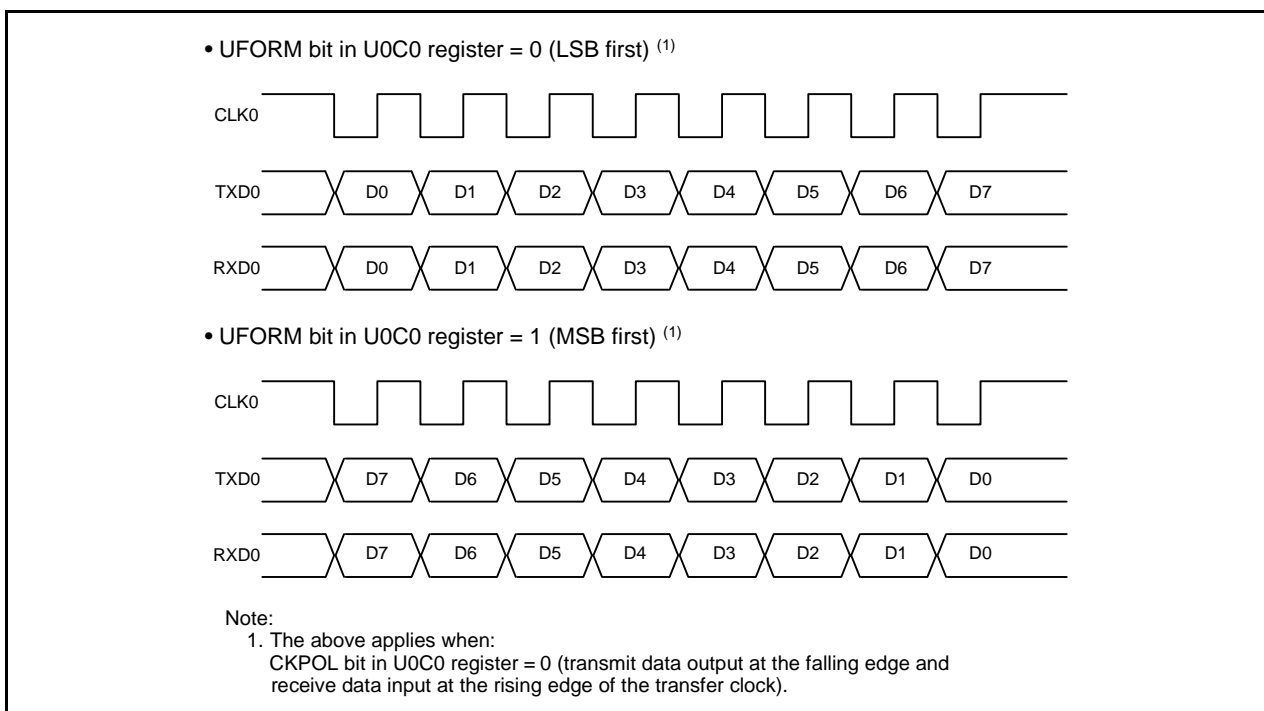 • UFORM bit in U0C0 register = 0 (LSB first) (1)
CLK0
TXD0 D0 D1 D2 D3 D4 D5 D6 D7
RXD0 D0 D1 D2 D3 D4 D5 D6 D7
• UFORM bit in U0C0 register = 1 (MSB first) (1)
CLK0
TXD0 D7 D6 D5 D4 D3 D2 D1 D0
RXD0 D7 D6 D5 D4 D3 D2 D1 D0
Note:
1. The above applies when:
CKPOL bit in U0C0 register = 0 (transmit data output at the falling edge and
receive data input at the rising edge of the transfer clock).